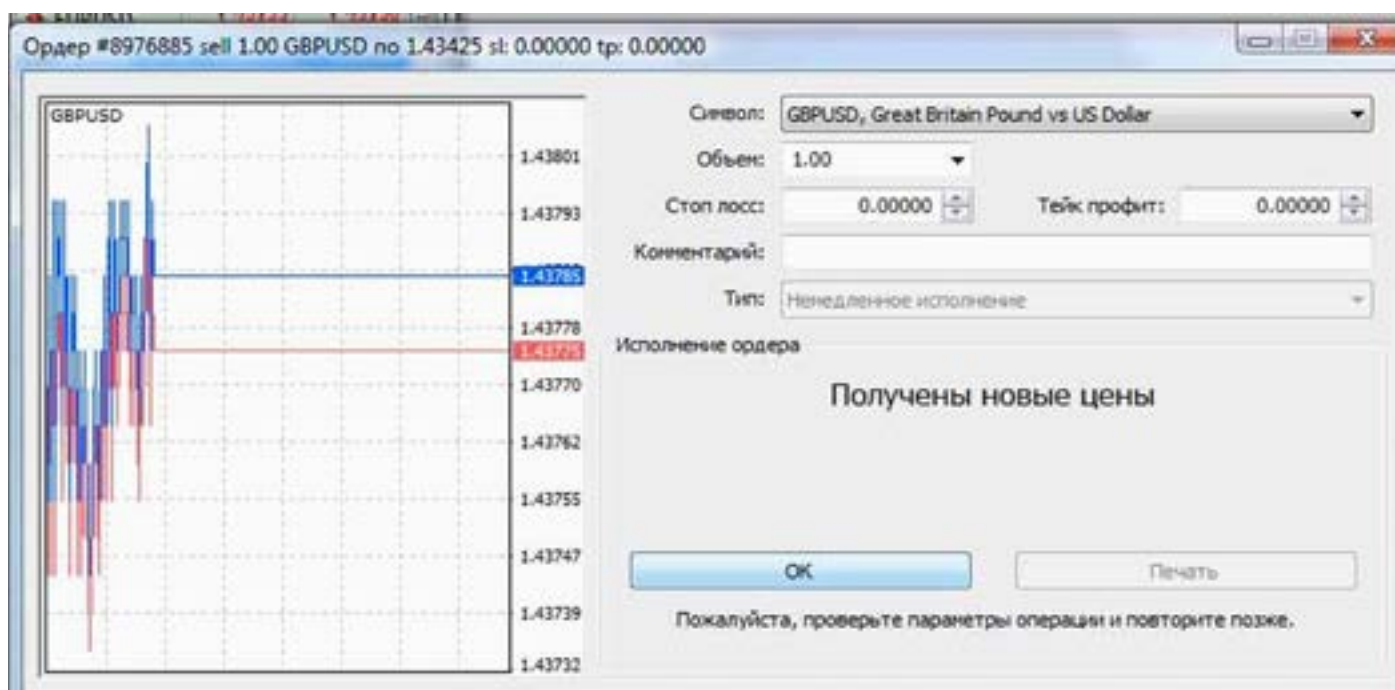 Ордер #8976885 sell 1.00 GBPUSD по 1.43425 sl: 0.00000 tp: 0.00000
GBPUSD
1.43801
1.43793
1.43785
1.43778
1.43775
1.43770
1.43762
1.43755
1.43747
1.43739
1.43732
Символ: GBPUSD, Great Britain Pound vs US Dollar
Объем: 1.00
Стоп лосс: 0.00000 Тейк профит: 0.00000
Комментарий:
Тип: Немедленное исполнение
Исполнение ордера
Получены новые цены
OK Печать
Пожалуйста, проверьте параметры операции и повторите позже.